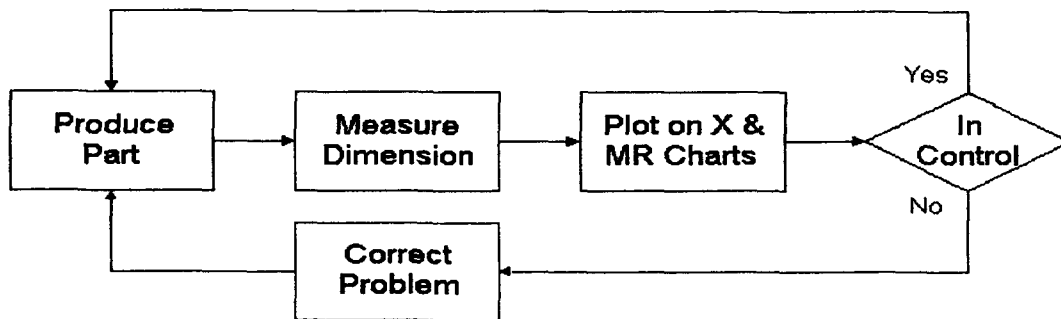 Produce
Part
Measure
Dimension
Plot on X &
MR Charts
In
Control
Yes
No
Correct
Problem